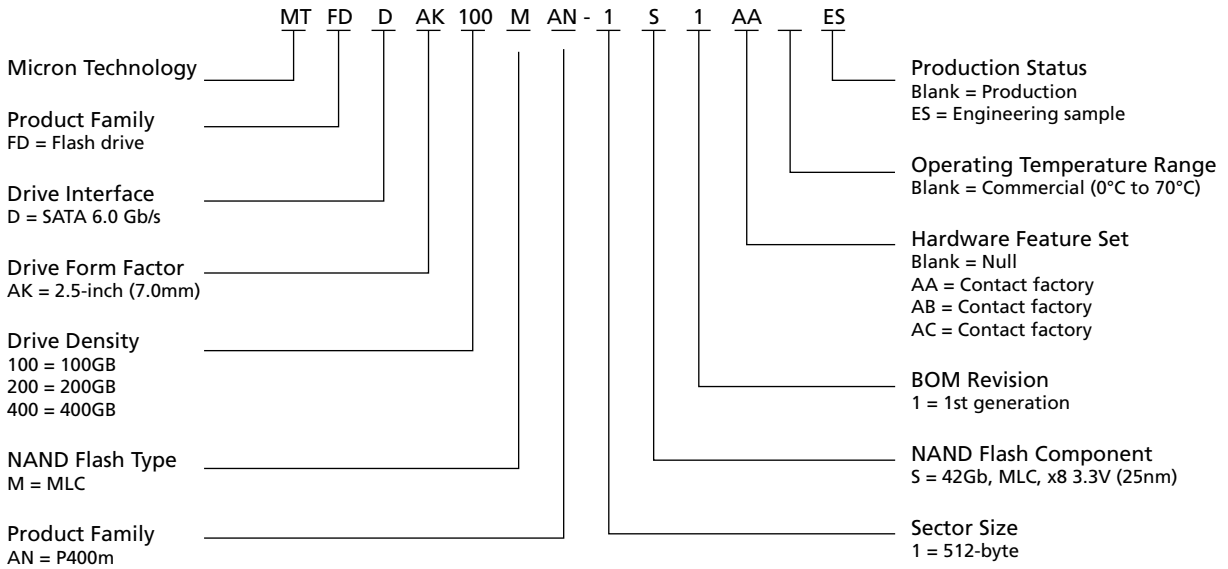 MT FD D AK 100 M AN - 1 S 1 AA ES
Micron Technology
Product Family
FD = Flash drive
Drive Interface
D = SATA 6.0 Gb/s
Drive Form Factor
AK = 2.5-inch (7.0mm)
Drive Density
100 = 100GB
200 = 200GB
400 = 400GB
NAND Flash Type
M = MLC
Product Family
AN = P400m
Production Status
Blank = Production
ES = Engineering sample
Operating Temperature Range
Blank = Commercial (0°C to 70°C)
Hardware Feature Set
Blank = Null
AA = Contact factory
AB = Contact factory
AC = Contact factory
BOM Revision
1 = 1st generation
NAND Flash Component
S = 42Gb, MLC, x8 3.3V (25nm)
Sector Size
1 = 512-byte